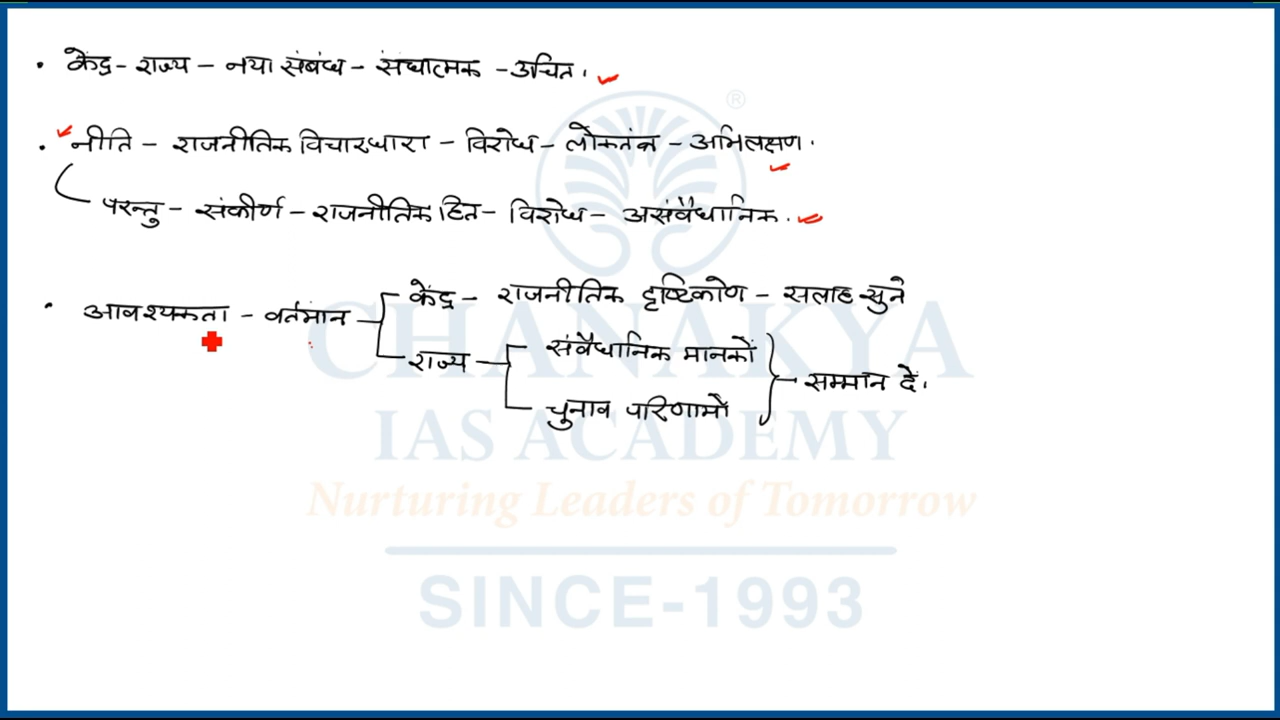 • केंद्र - राज्य - नया संबंध - संघात्मक - उचित.
• नीति - राजनीतिक विचारधारा - विरोध - लोकतंत्र - अभिलक्षण.
परन्तु - संकीर्ण - राजनीतिक हित - विरोध - असंवैधानिक.
• आवश्यकता - वर्तमान
केंद्र - राजनीतिक दृष्टिकोण - सलाह सुने
राज्य
संवैधानिक मानकों
चुनाव परिणामों
- सम्मान दे.
®
CHANAKYA
IAS ACADEMY
Nurturing Leaders of Tomorrow
SINCE-1993